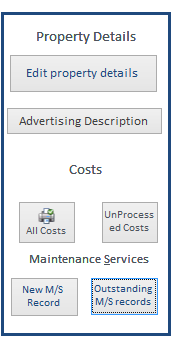 Property Details
Edit property details
Advertising Description
Costs
All Costs
UnProcess
ed Costs
Maintenance Services
New M/S
Record
Outstanding
M/S records